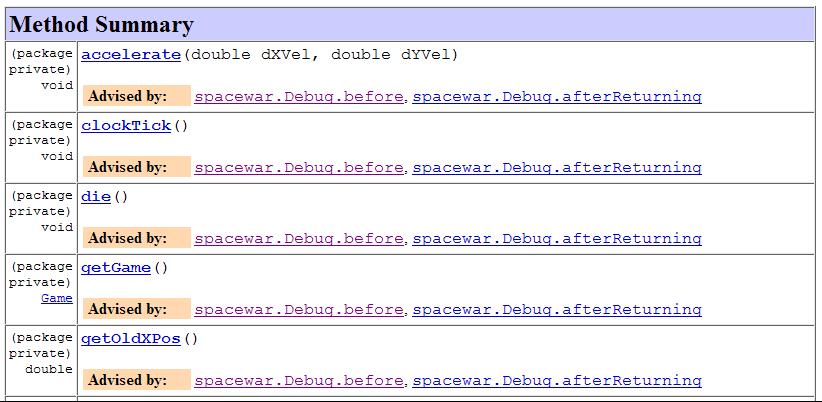 Method Summary
(package private) void
accelerate(double dXVel, double dYVel)
Advised by: spacewar.Debug.before, spacewar.Debug.afterReturning
(package private) void
clockTick()
Advised by: spacewar.Debug.before, spacewar.Debug.afterReturning
(package private) void
die()
Advised by: spacewar.Debug.before, spacewar.Debug.afterReturning
(package private) Game
getGame()
Advised by: spacewar.Debug.before, spacewar.Debug.afterReturning
(package private) double
getOldXPos()
Advised by: spacewar.Debug.before, spacewar.Debug.afterReturning